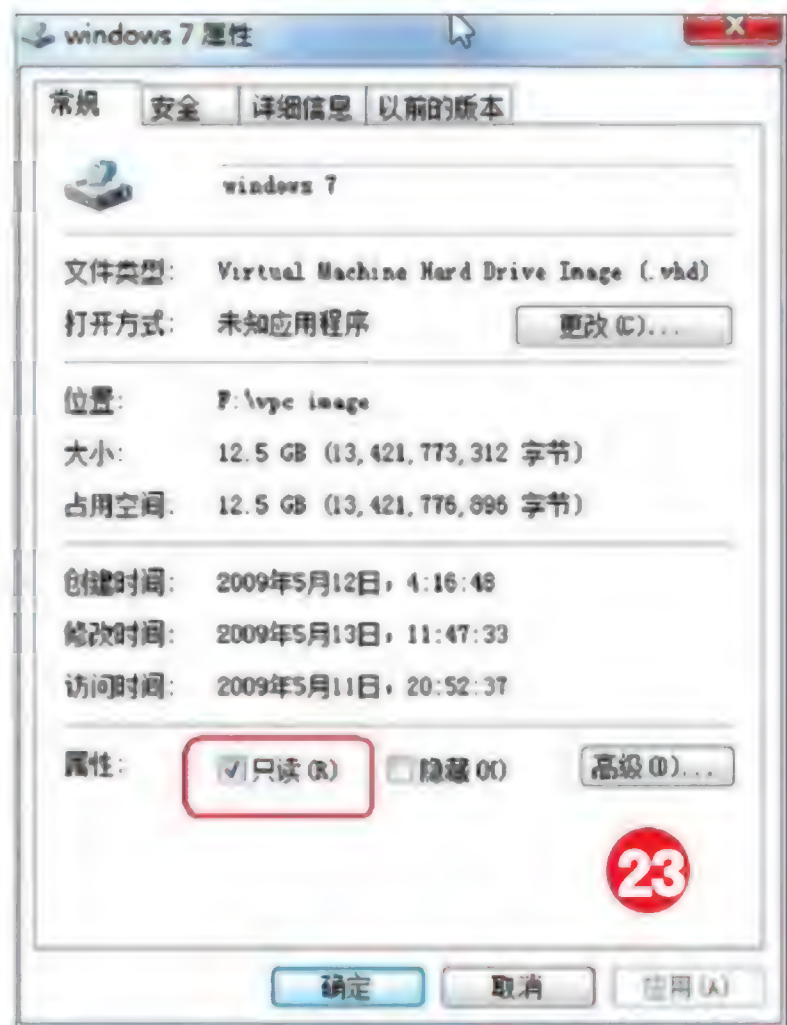 windows 7 属性
常规 安全 详细信息 以前的版本
windows 7
文件类型: Virtual Machine Hard Drive Image (.vhd)
打开方式: 未知应用程序 更改(C)...
位置: F:\vpc image
大小: 12.5 GB (13,421,773,312 字节)
占用空间: 12.5 GB (13,421,776,896 字节)
创建时间: 2009年5月12日, 4:16:48
修改时间: 2009年5月13日, 11:47:33
访问时间: 2009年5月11日, 20:52:37
属性: 只读(R) 隐藏(H) 高级(D)...
23
确定 取消 应用(A)